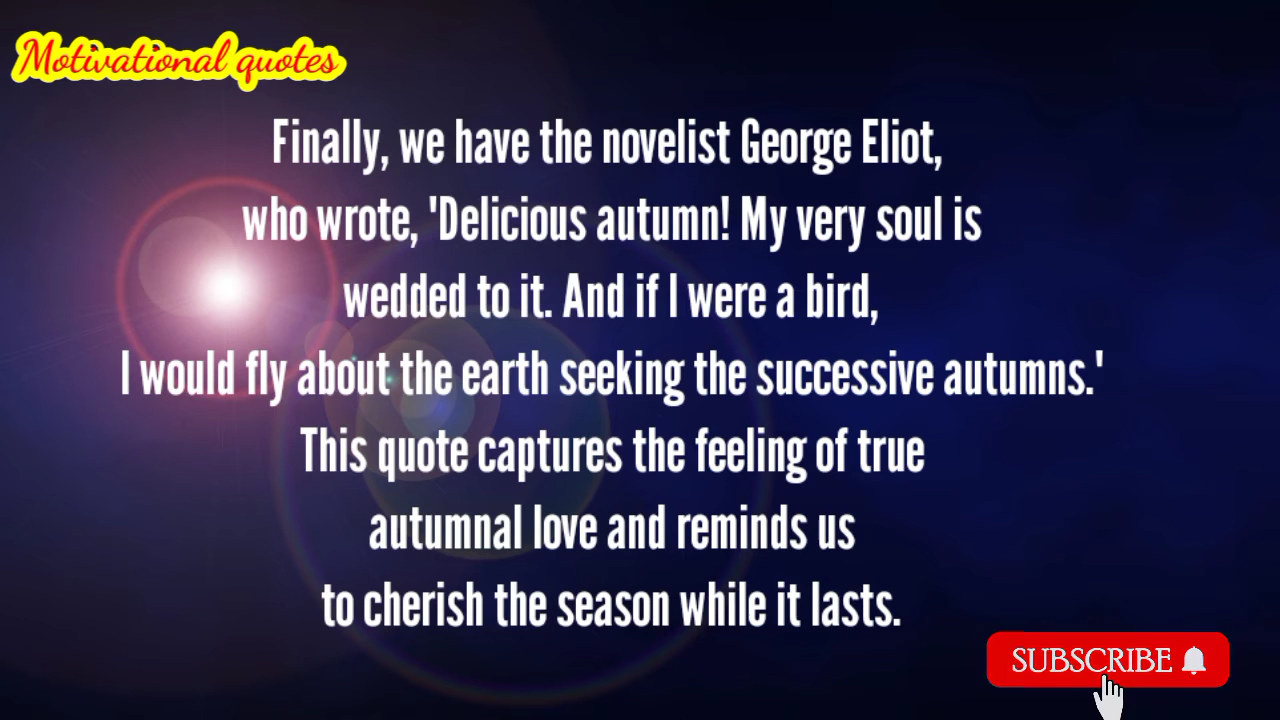 Motivational quotes
Finally, we have the novelist George Eliot,
who wrote, 'Delicious autumn! My very soul is
wedded to it. And if I were a bird,
I would fly about the earth seeking the successive autumns.'
This quote captures the feeling of true
autumnal love and reminds us
to cherish the season while it lasts.
SUBSCRIBE